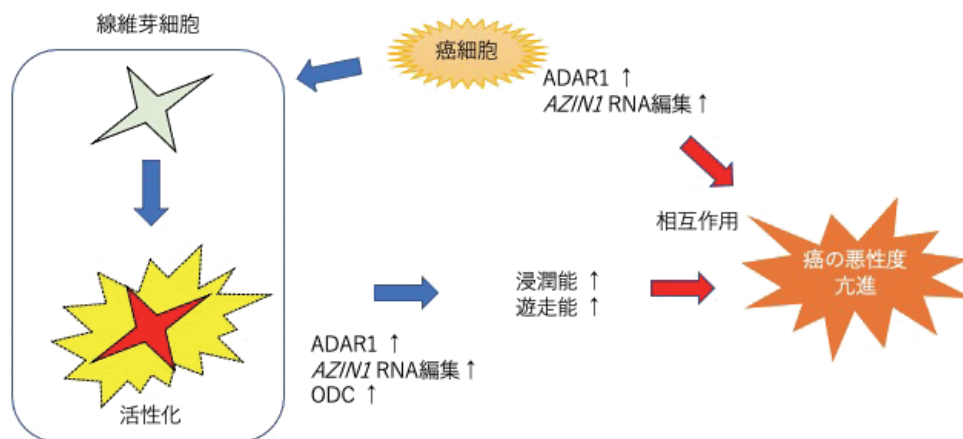 線維芽細胞
癌細胞
ADAR1 ↑
AZIN1 RNA編集 ↑
相互作用
癌の悪性度
亢進
浸潤能 ↑
遊走能 ↑
ADAR1 ↑
AZIN1 RNA編集 ↑
ODC ↑
活性化